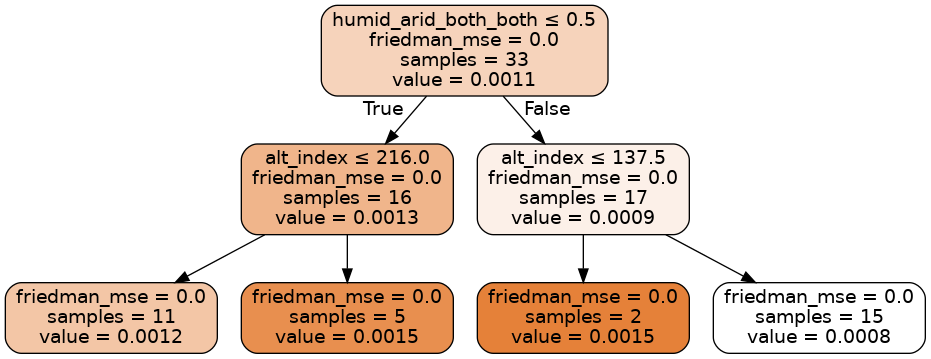 humid_arid_both_both ≤ 0.5
friedman_mse = 0.0
samples = 33
value = 0.0011
True
False
alt_index ≤ 216.0
friedman_mse = 0.0
samples = 16
value = 0.0013
alt_index ≤ 137.5
friedman_mse = 0.0
samples = 17
value = 0.0009
friedman_mse = 0.0
samples = 11
value = 0.0012
friedman_mse = 0.0
samples = 5
value = 0.0015
friedman_mse = 0.0
samples = 2
value = 0.0015
friedman_mse = 0.0
samples = 15
value = 0.0008